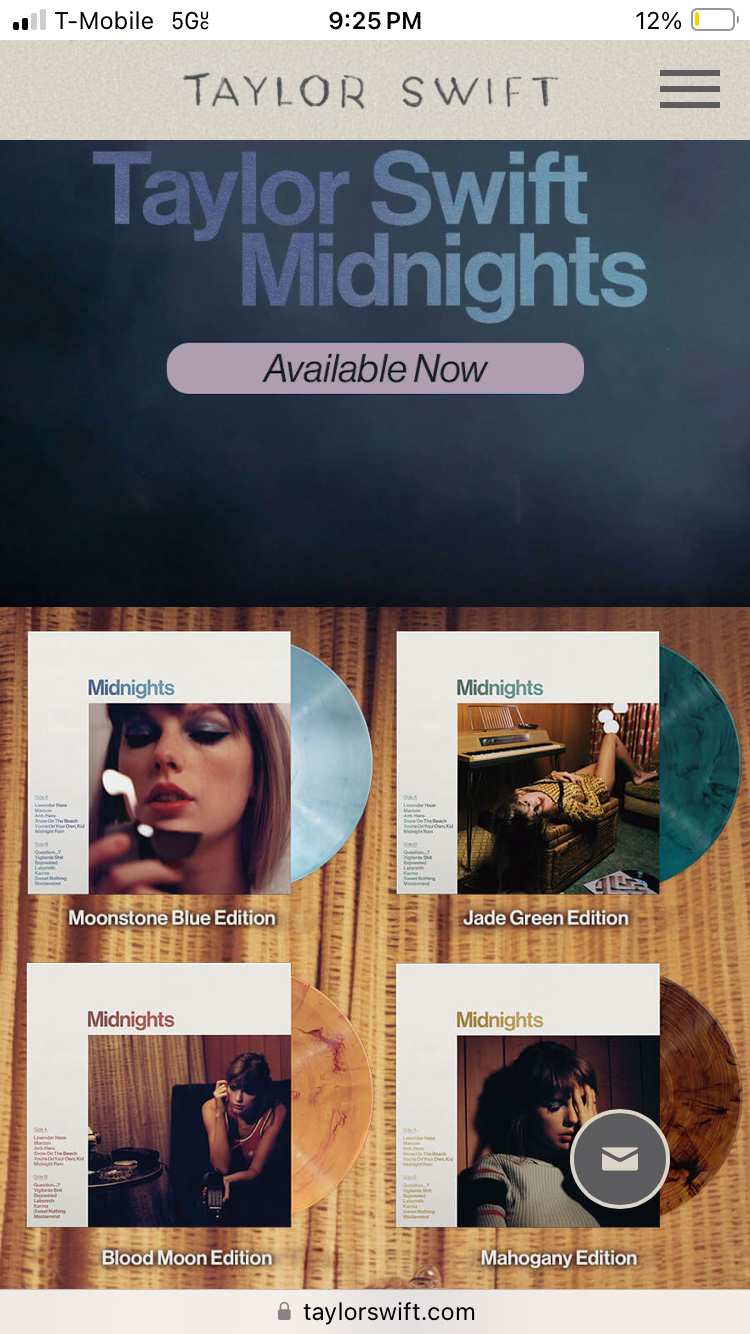 T-Mobile 5G
9:25 PM
12%
TAYLOR SWIFT
Taylor Swift
Midnights
Available Now
Midnights
Side A
Lavender Haze
Maroon
Anti-Hero
Snow On The Beach
You're On Your Own, Kid
Midnight Rain
Side B
Question...?
Vigilante Shit
Bejeweled
Labyrinth
Karma
Sweet Nothing
Mastermind
Moonstone Blue Edition
Midnights
Side A
Lavender Haze
Maroon
Anti-Hero
Snow On The Beach
You're On Your Own, Kid
Midnight Rain
Side B
Question...?
Vigilante Shit
Bejeweled
Labyrinth
Karma
Sweet Nothing
Mastermind
Jade Green Edition
Midnights
Side A
Lavender Haze
Maroon
Anti-Hero
Snow On The Beach
You're On Your Own, Kid
Midnight Rain
Side B
Question...?
Vigilante Shit
Bejeweled
Labyrinth
Karma
Sweet Nothing
Mastermind
Blood Moon Edition
Midnights
Side A
Lavender Haze
Maroon
Anti-Hero
Snow On The Beach
You're On Your Own, Kid
Midnight Rain
Side B
Question...?
Vigilante Shit
Bejeweled
Labyrinth
Karma
Sweet Nothing
Mastermind
Mahogany Edition
taylorswift.com